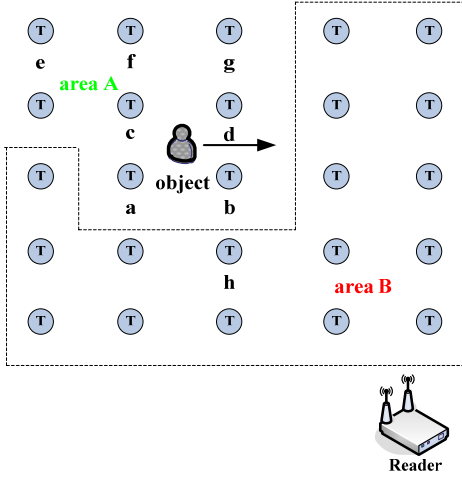 T T T T T
e f g
area A
T T T T T
c d
object
T T T T T
a b
T T T T T
h
area B
T T T T T
Reader